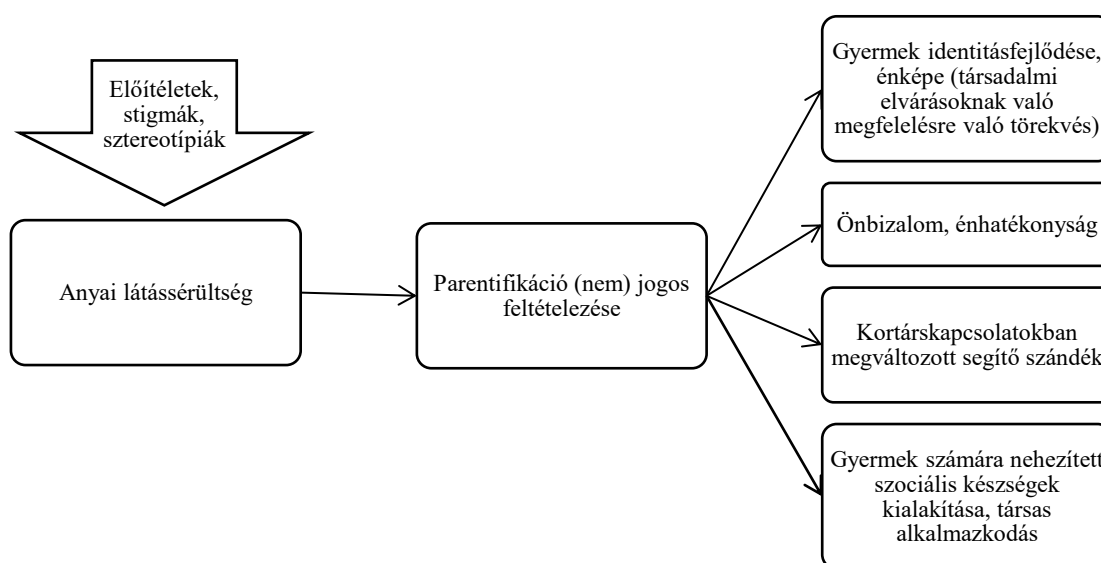 Előítéletek,
stigmák,
sztereotípiák
Anyai látássérültség
Parentifikáció (nem) jogos
feltételezése
Gyermek identitásfejlődése,
énképe (társadalmi
elvárásoknak való
megfelelésre való törekvés)
Önbizalom, énhatékonyság
Kortárskapcsolatokban
megváltozott segítő szándék
Gyermek számára nehezített
szociális készségek
kialakítása, társas
alkalmazkodás